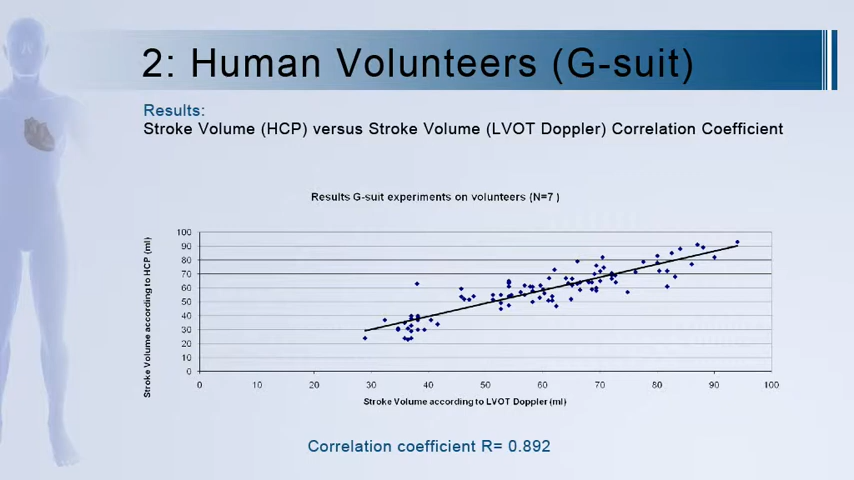 2: Human Volunteers (G-suit)
Results:
Stroke Volume (HCP) versus Stroke Volume (LVOT Doppler) Correlation Coefficient
Results G-suit experiments on volunteers (N=7 )
Stroke Volume according to HCP (ml)
100
90
80
70
60
50
40
30
20
10
0
0 10 20 30 40 50 60 70 80 90 100
Stroke Volume according to LVOT Doppler (ml)
Correlation coefficient R= 0.892